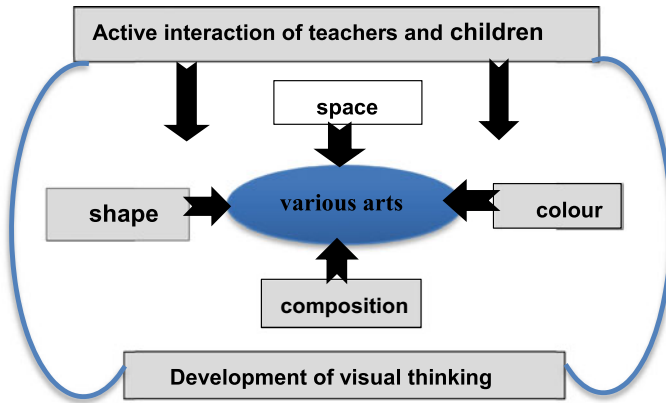 Active interaction of teachers and children
space
various arts
shape
colour
composition
Development of visual thinking